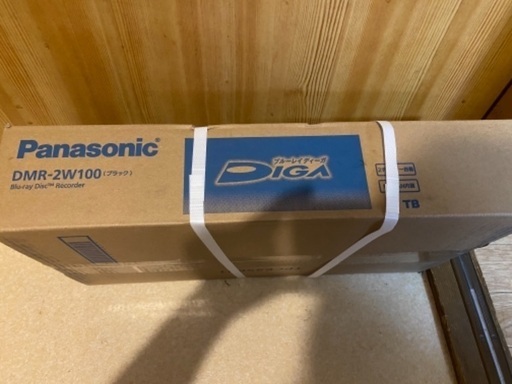 Panasonic
DMR-2W100 (ブラック)
Blu-ray Disc™ Recorder
ブルーレイディーガ
DIGA
TB